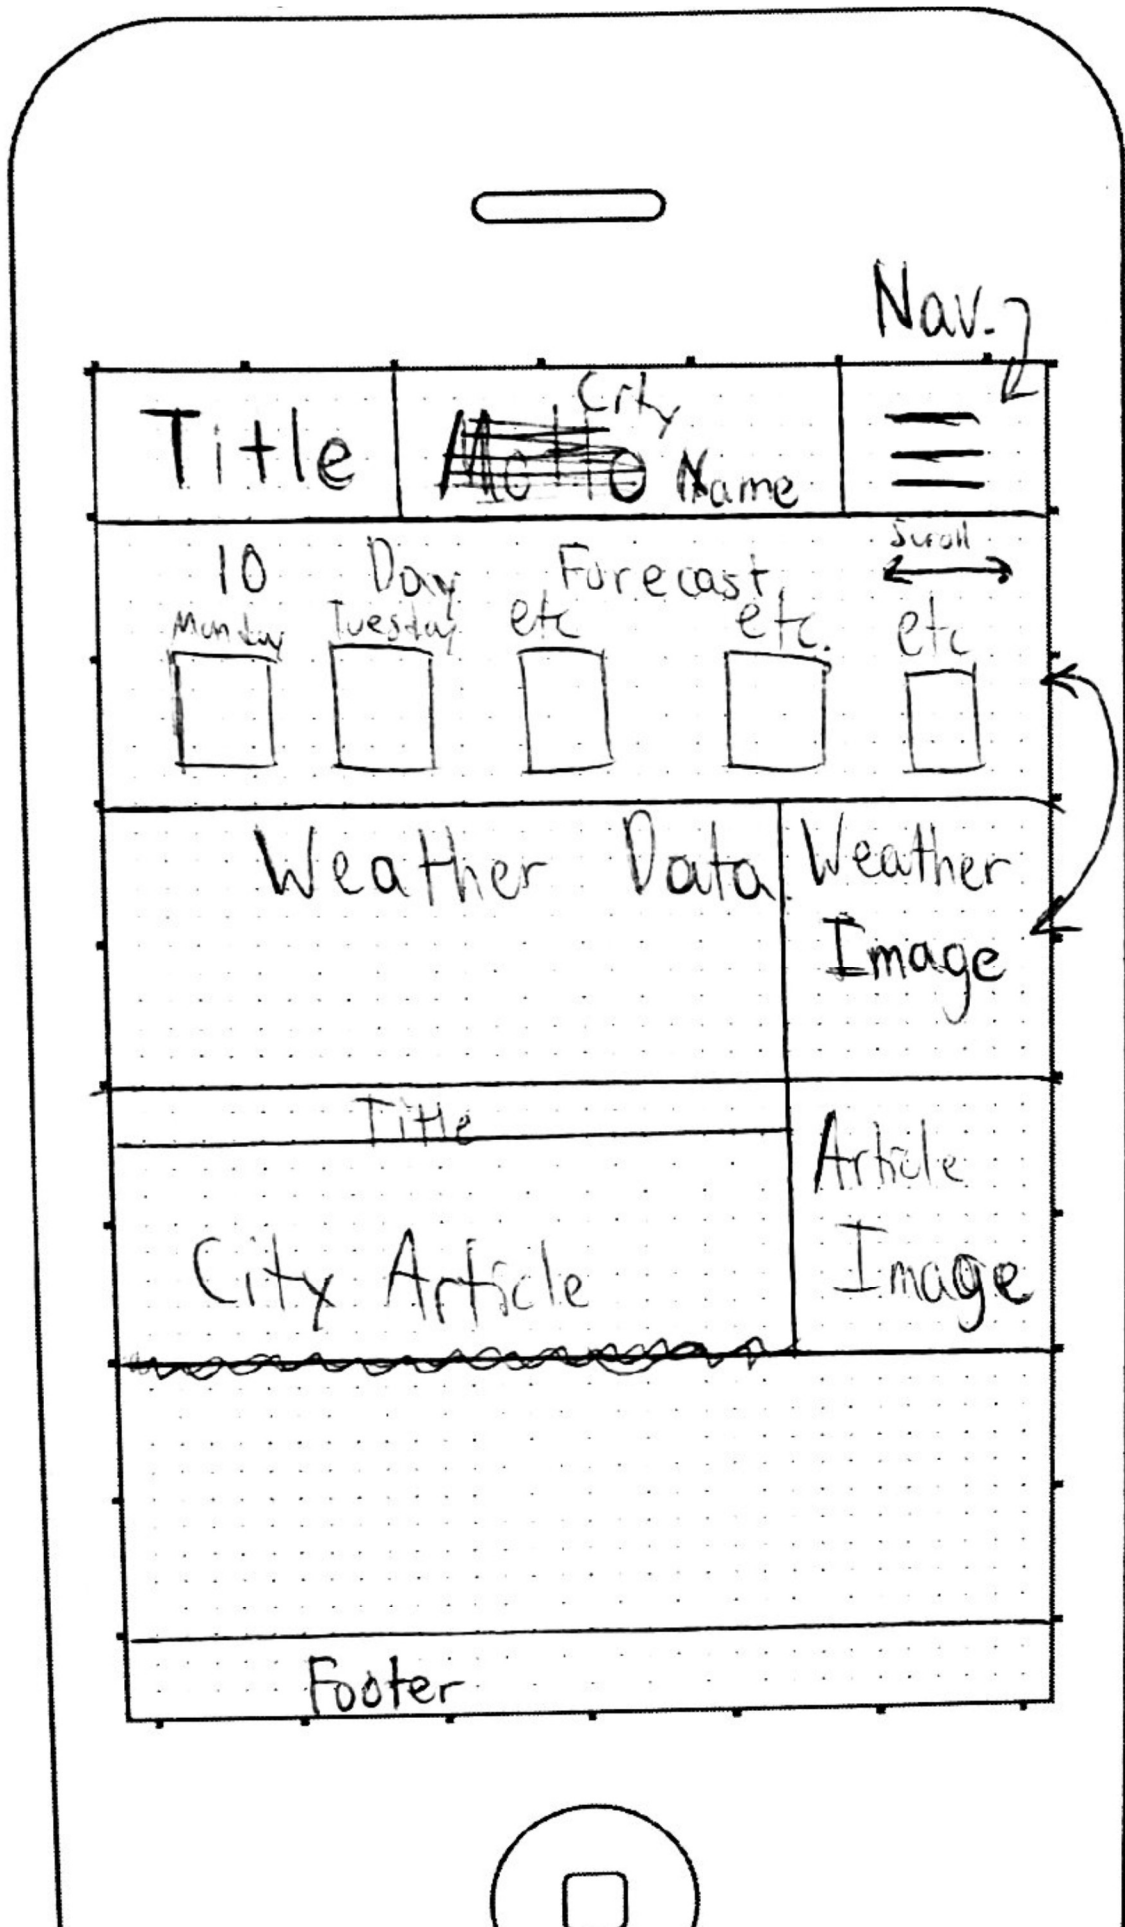 Nav.
Title City Name
10 Day Forecast Scroll
Monday Tuesday etc etc. etc
Weather Data Weather
Image
Title
Article
City Article Image
Footer